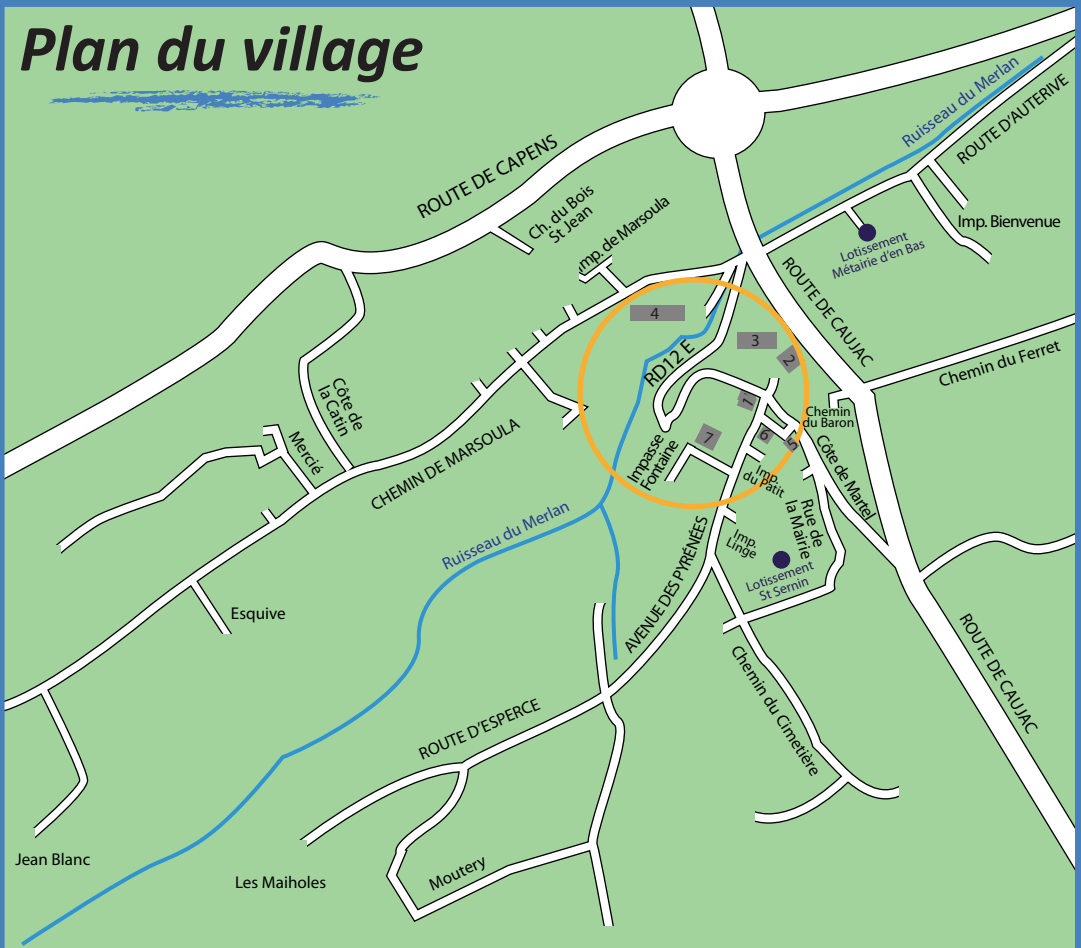 Plan du village
Ruisseau du Merlan
ROUTE D'AUTERIVE
ROUTE DE CAPENS
Ch. du Bois
St Jean
Imp. de Marsoula
Imp. Bienvenue
Lotissement
Métairie d'en Bas
ROUTE DE CAUJAC
4
3
2
RD12 E
Chemin du Ferret
Côte de
la Catin
1
Chemin
du Baron
Mercié
CHEMIN DE MARSOULA
7
6
5
Impasse
Fontaine
Côte de Martel
Imp.
du Patit
Rue de
la Mairie
Ruisseau du Merlan
Imp.
Linge
AVENUE DES PYRÉNÉES
Lotissement
St Sernin
Esquive
ROUTE DE CAUJAC
Chemin du Cimetière
ROUTE D'ESPERCE
Jean Blanc
Les Maiholes
Moutery